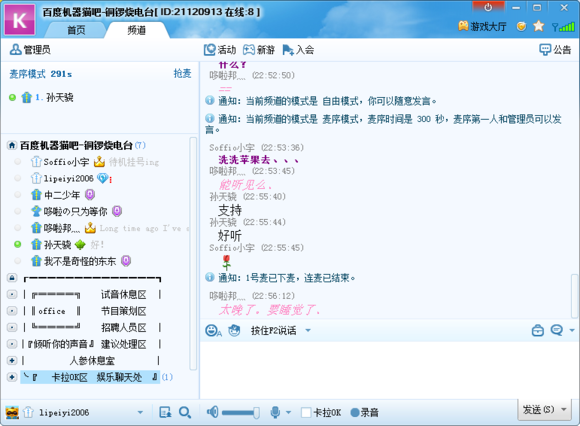 K
百度机器猫吧-铜锣烧电台[ ID:21120913 在线:8 ]
首页
频道
游戏大厅
管理员
活动
新游
入会
公告
麦序模式 291s
抢麦
1. 孙天骁
百度机器猫吧-铜锣烧电台(7)
Soffio小宇 待机挂号ing
lipeiyi2006
中二少年
哆啦の只为等你
哆啦邦... Long time ago I've s
孙天骁 好!
我不是奇怪的东东
试音休息区
office 节目策划区
招聘人员区
『倾听你的声音』 建议处理区
人参休息室
『 卡拉OK区 娱乐聊天处 』(1)
lipeiyi2006
什么?
哆啦邦... (22:52:50)
==
通知: 当前频道的模式是 自由模式，你可以随意发言。
通知: 当前频道的模式是 麦序模式，麦序时间是 300 秒，麦序第一人和管理员可以发言。
Soffio小宇 (22:53:36)
洗洗苹果去、、、
哆啦邦... (22:53:45)
能听见么.
孙天骁 (22:55:40)
支持
孙天骁 (22:55:44)
好听
Soffio小宇 (22:55:45)
通知: 1号麦已下麦，连麦已结束。
哆啦邦... (22:56:12)
太晚了。要睡觉了.
按住F2说话
卡拉OK
录音
发送(S)